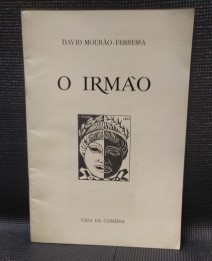 DAVID MOURÃO-FERREIRA
O IRMÃO
CASA DA COMÉDIA